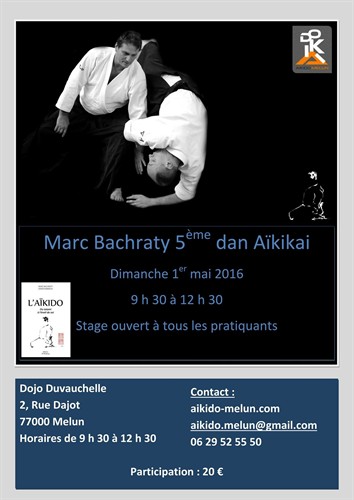 DOJO
Marc Bachraty 5ème dan Aïkikai
Dimanche 1er mai 2016
9 h 30 à 12 h 30
Stage ouvert à tous les pratiquants
L'AÏKIDO
Dojo Duvauchelle
2, Rue Dajot
77000 Melun
Horaires de 9 h 30 à 12 h 30
Contact :
aikido-melun.com
aikido.melun@gmail.com
06 29 52 55 50
Participation : 20 €